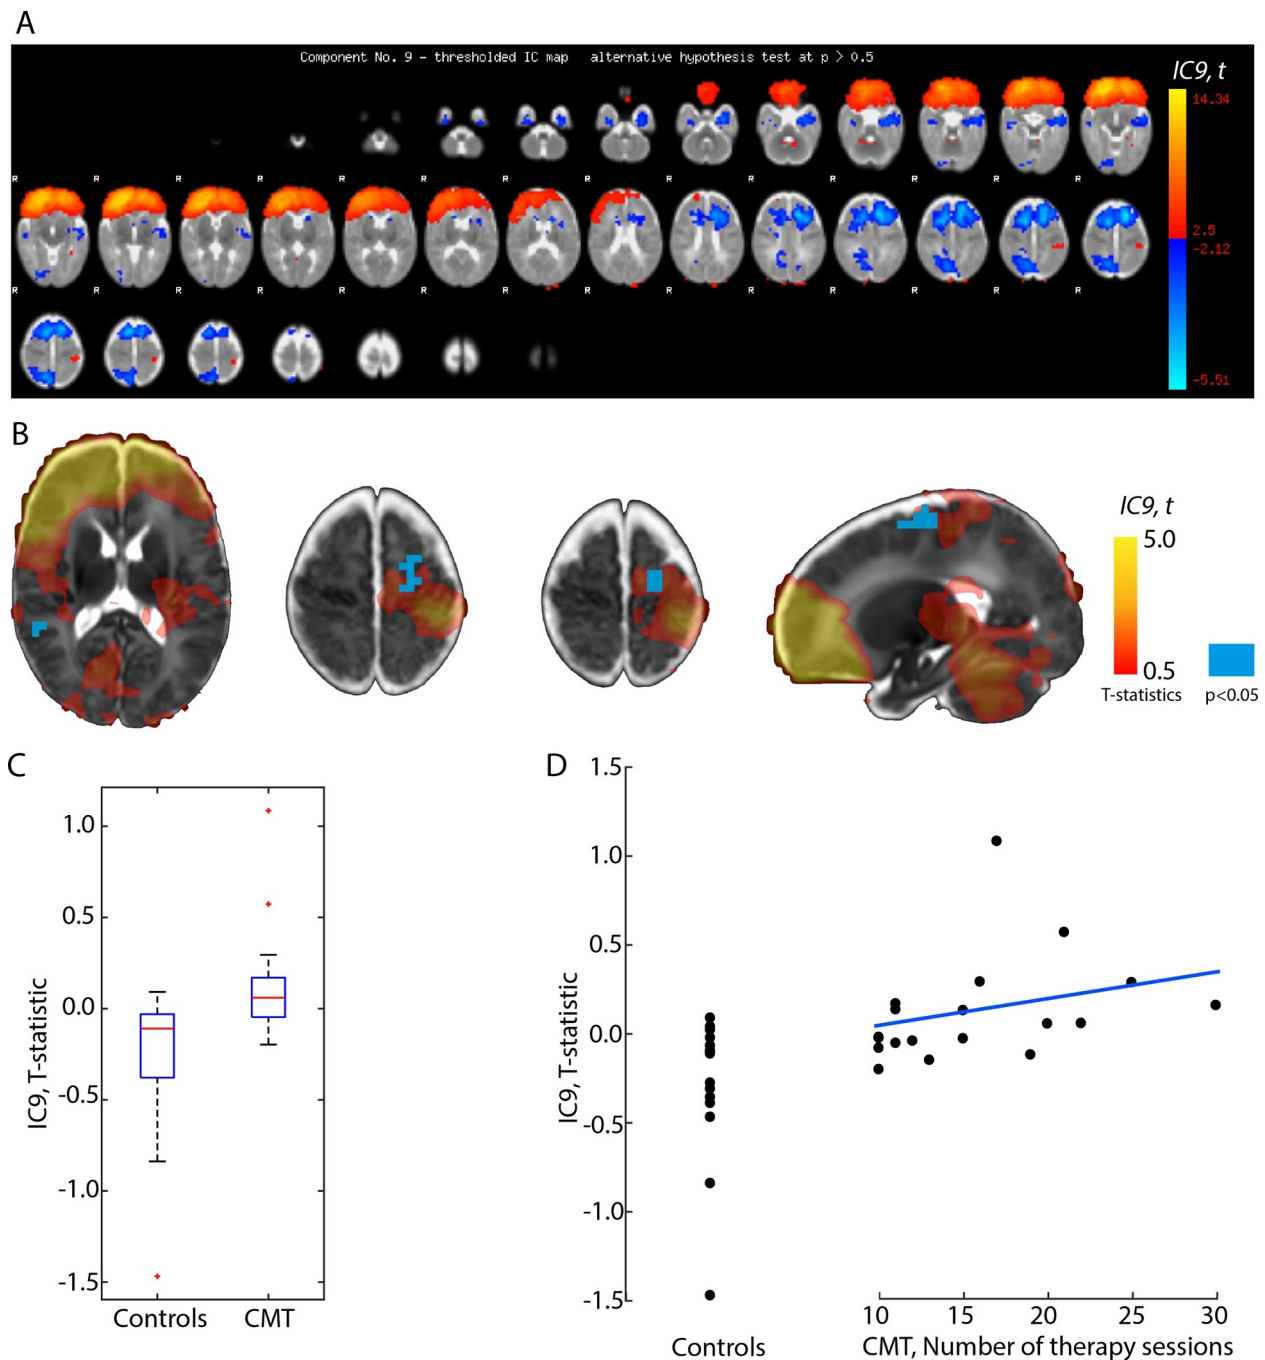 A
Component No. 9 - thresholded IC map   alternative hypothesis test at p > 0.5
IC9, t
14.34
2.5
-2.12
-5.51
R R R R R R R R R R R R R R
R R R R R R R R R R R R R R
B
IC9, t
5.0
0.5
T-statistics
p<0.05
C
IC9, T-statistic
1.0
0.5
0.0
-0.5
-1.0
-1.5
Controls
CMT
D
IC9, T-statistic
1.5
1.0
0.5
0.0
-0.5
-1.0
-1.5
10
15
20
25
30
Controls
CMT, Number of therapy sessions